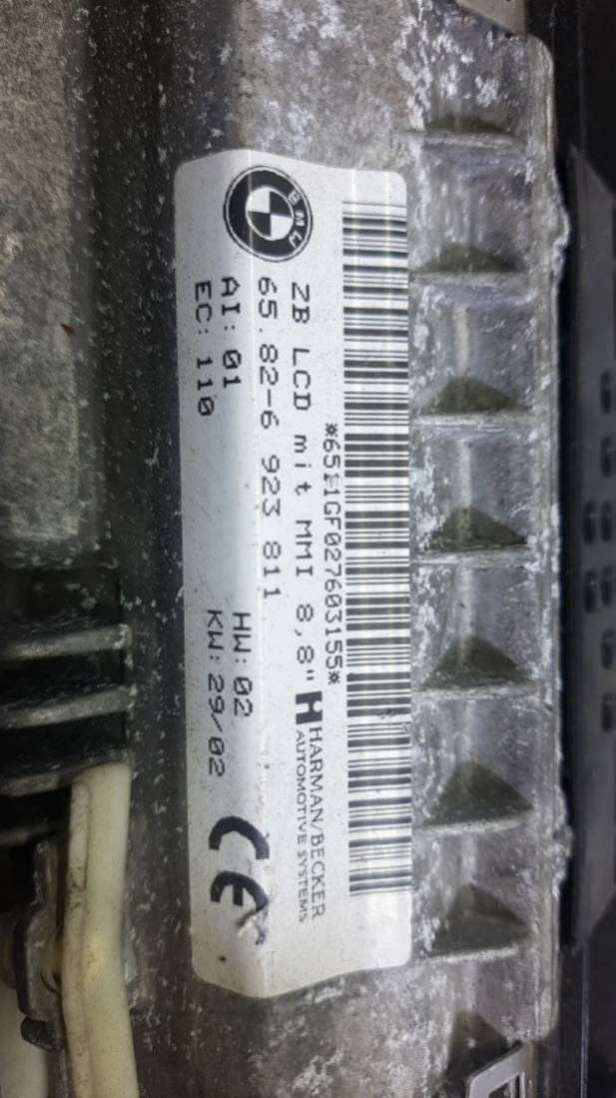 *6511GF027603155*
BMW
ZB LCD mit MMI 8,8"
65.82-6 923 811
AI: 01
HW: 02
EC: 110
KW: 29/02
HARMAN/BECKER
AUTOMOTIVE SYSTEMS
CE